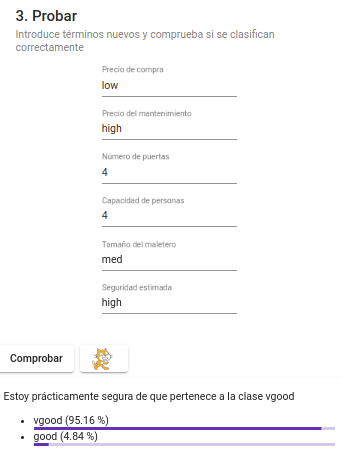 3. Probar
Introduce términos nuevos y comprueba si se clasifican
correctamente
Precio de compra
low
Precio del mantenimiento
high
Número de puertas
4
Capacidad de personas
4
Tamaño del maletero
med
Seguridad estimada
high
Comprobar
Estoy prácticamente segura de que pertenece a la clase vgood
vgood (95.16 %)
good (4.84 %)